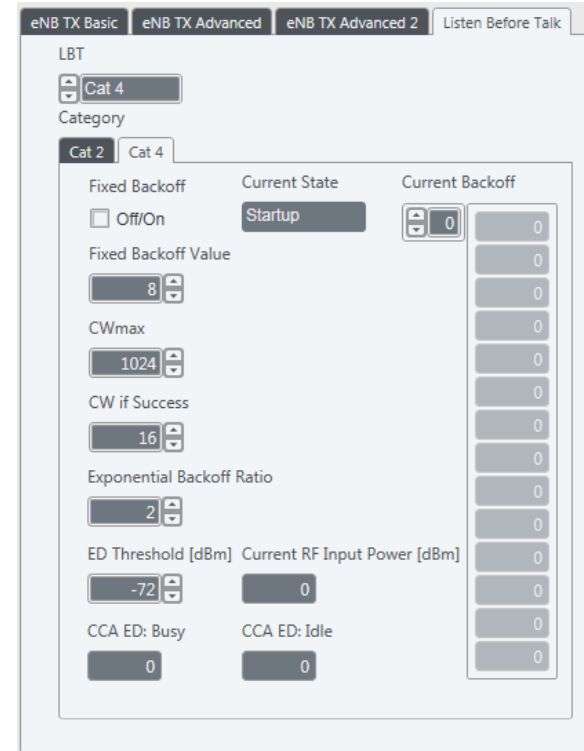 eNB TX Basic eNB TX Advanced eNB TX Advanced 2 Listen Before Talk
LBT
Cat 4
Category
Cat 2 Cat 4
Fixed Backoff Current State Current Backoff
Off/On Startup 0 0
Fixed Backoff Value 0
8 0
CWmax 0
1024 0
CW if Success 0
16 0
0
Exponential Backoff Ratio 0
2 0
ED Threshold [dBm] Current RF Input Power [dBm] 0
-72 0 0
CCA ED: Busy CCA ED: Idle 0
0 0 0